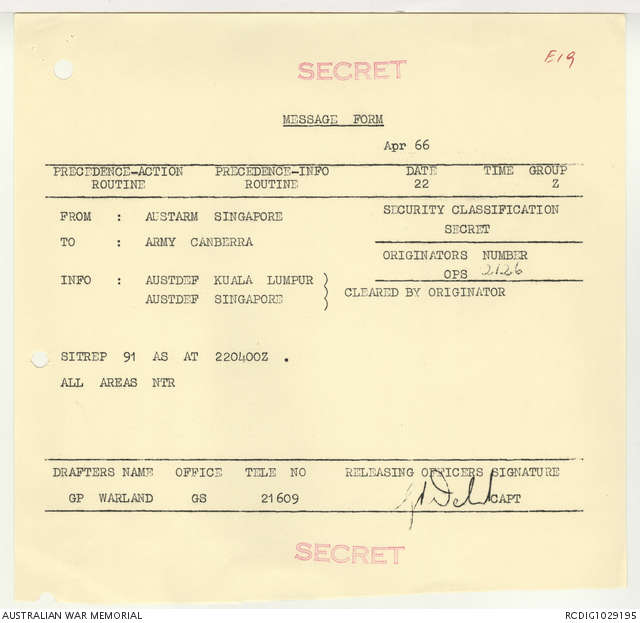 SECRET
E19
MESSAGE FORM
Apr 66
PRECEDENCE-ACTION PRECEDENCE-INFO DATE TIME GROUP
ROUTINE ROUTINE 22 Z
FROM : AUSTARM SINGAPORE SECURITY CLASSIFICATION
SECRET
TO : ARMY CANBERRA
ORIGINATORS NUMBER
OPS 2126
INFO : AUSTDEF KUALA LUMPUR )
AUSTDEF SINGAPORE ) CLEARED BY ORIGINATOR
SITREP 91 AS AT 220400Z .
ALL AREAS NTR
DRAFTERS NAME OFFICE TELE NO RELEASING OFFICERS SIGNATURE
GP WARLAND GS 21609 CAPT
SECRET
AUSTRALIAN WAR MEMORIAL RCDIG1029195